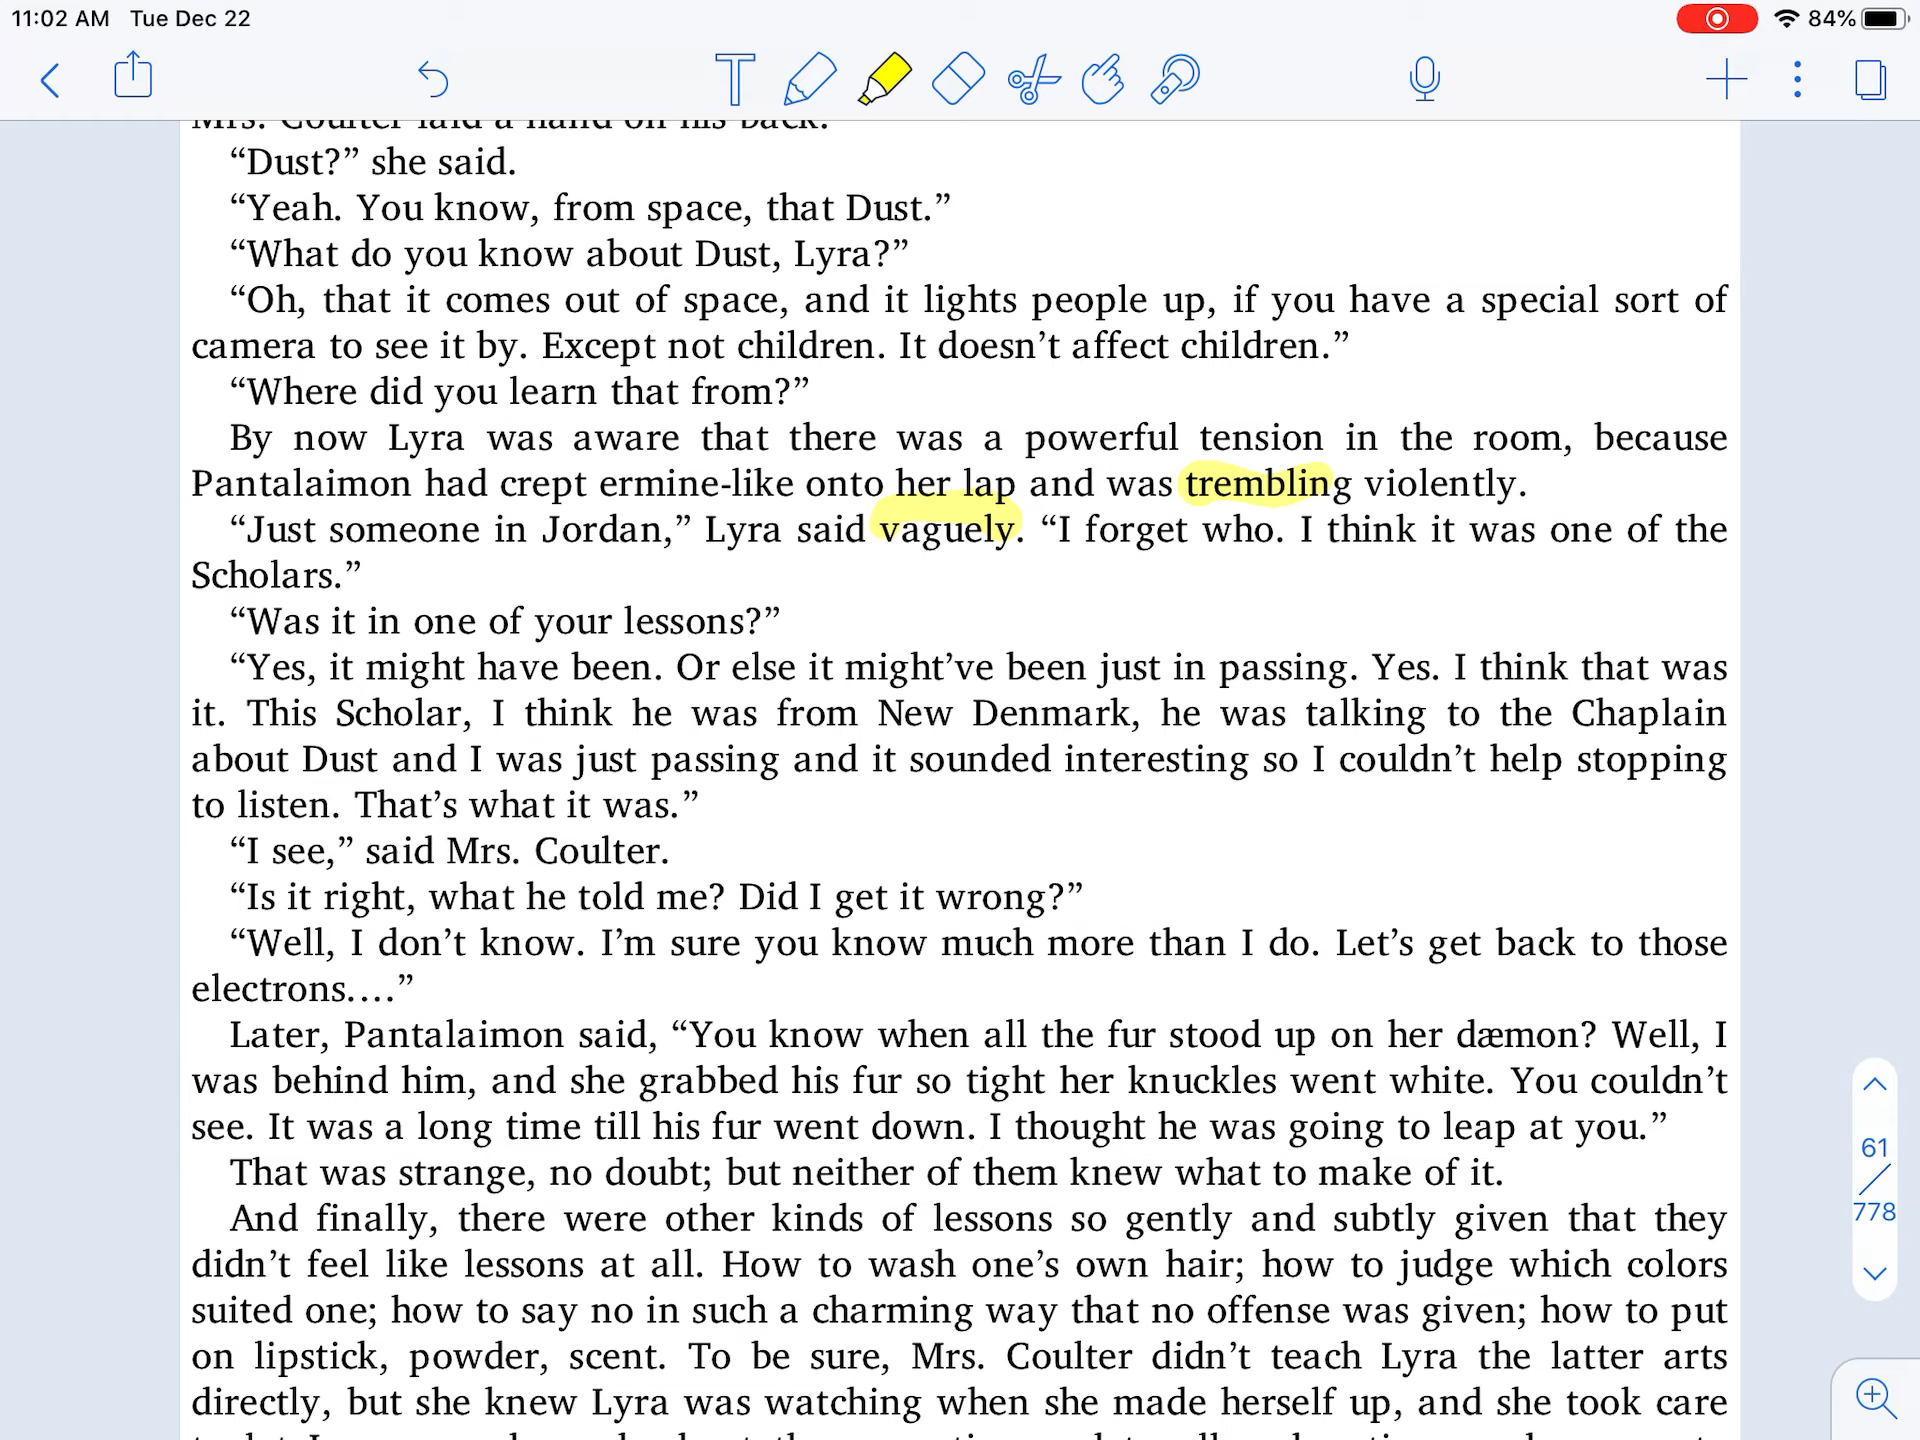 11:02 AM Tue Dec 22
84%
Mrs. Coulter laid a hand on his back.
“Dust?” she said.
“Yeah. You know, from space, that Dust.”
“What do you know about Dust, Lyra?”
“Oh, that it comes out of space, and it lights people up, if you have a special sort of
camera to see it by. Except not children. It doesn’t affect children.”
“Where did you learn that from?”
By now Lyra was aware that there was a powerful tension in the room, because
Pantalaimon had crept ermine-like onto her lap and was trembling violently.
“Just someone in Jordan,” Lyra said vaguely. “I forget who. I think it was one of the
Scholars.”
“Was it in one of your lessons?”
“Yes, it might have been. Or else it might’ve been just in passing. Yes. I think that was
it. This Scholar, I think he was from New Denmark, he was talking to the Chaplain
about Dust and I was just passing and it sounded interesting so I couldn’t help stopping
to listen. That’s what it was.”
“I see,” said Mrs. Coulter.
“Is it right, what he told me? Did I get it wrong?”
“Well, I don’t know. I’m sure you know much more than I do. Let’s get back to those
electrons....”
Later, Pantalaimon said, “You know when all the fur stood up on her dæmon? Well, I
was behind him, and she grabbed his fur so tight her knuckles went white. You couldn’t
see. It was a long time till his fur went down. I thought he was going to leap at you.”
That was strange, no doubt; but neither of them knew what to make of it.
And finally, there were other kinds of lessons so gently and subtly given that they
didn’t feel like lessons at all. How to wash one’s own hair; how to judge which colors
suited one; how to say no in such a charming way that no offense was given; how to put
on lipstick, powder, scent. To be sure, Mrs. Coulter didn’t teach Lyra the latter arts
directly, but she knew Lyra was watching when she made herself up, and she took care
61
/
778